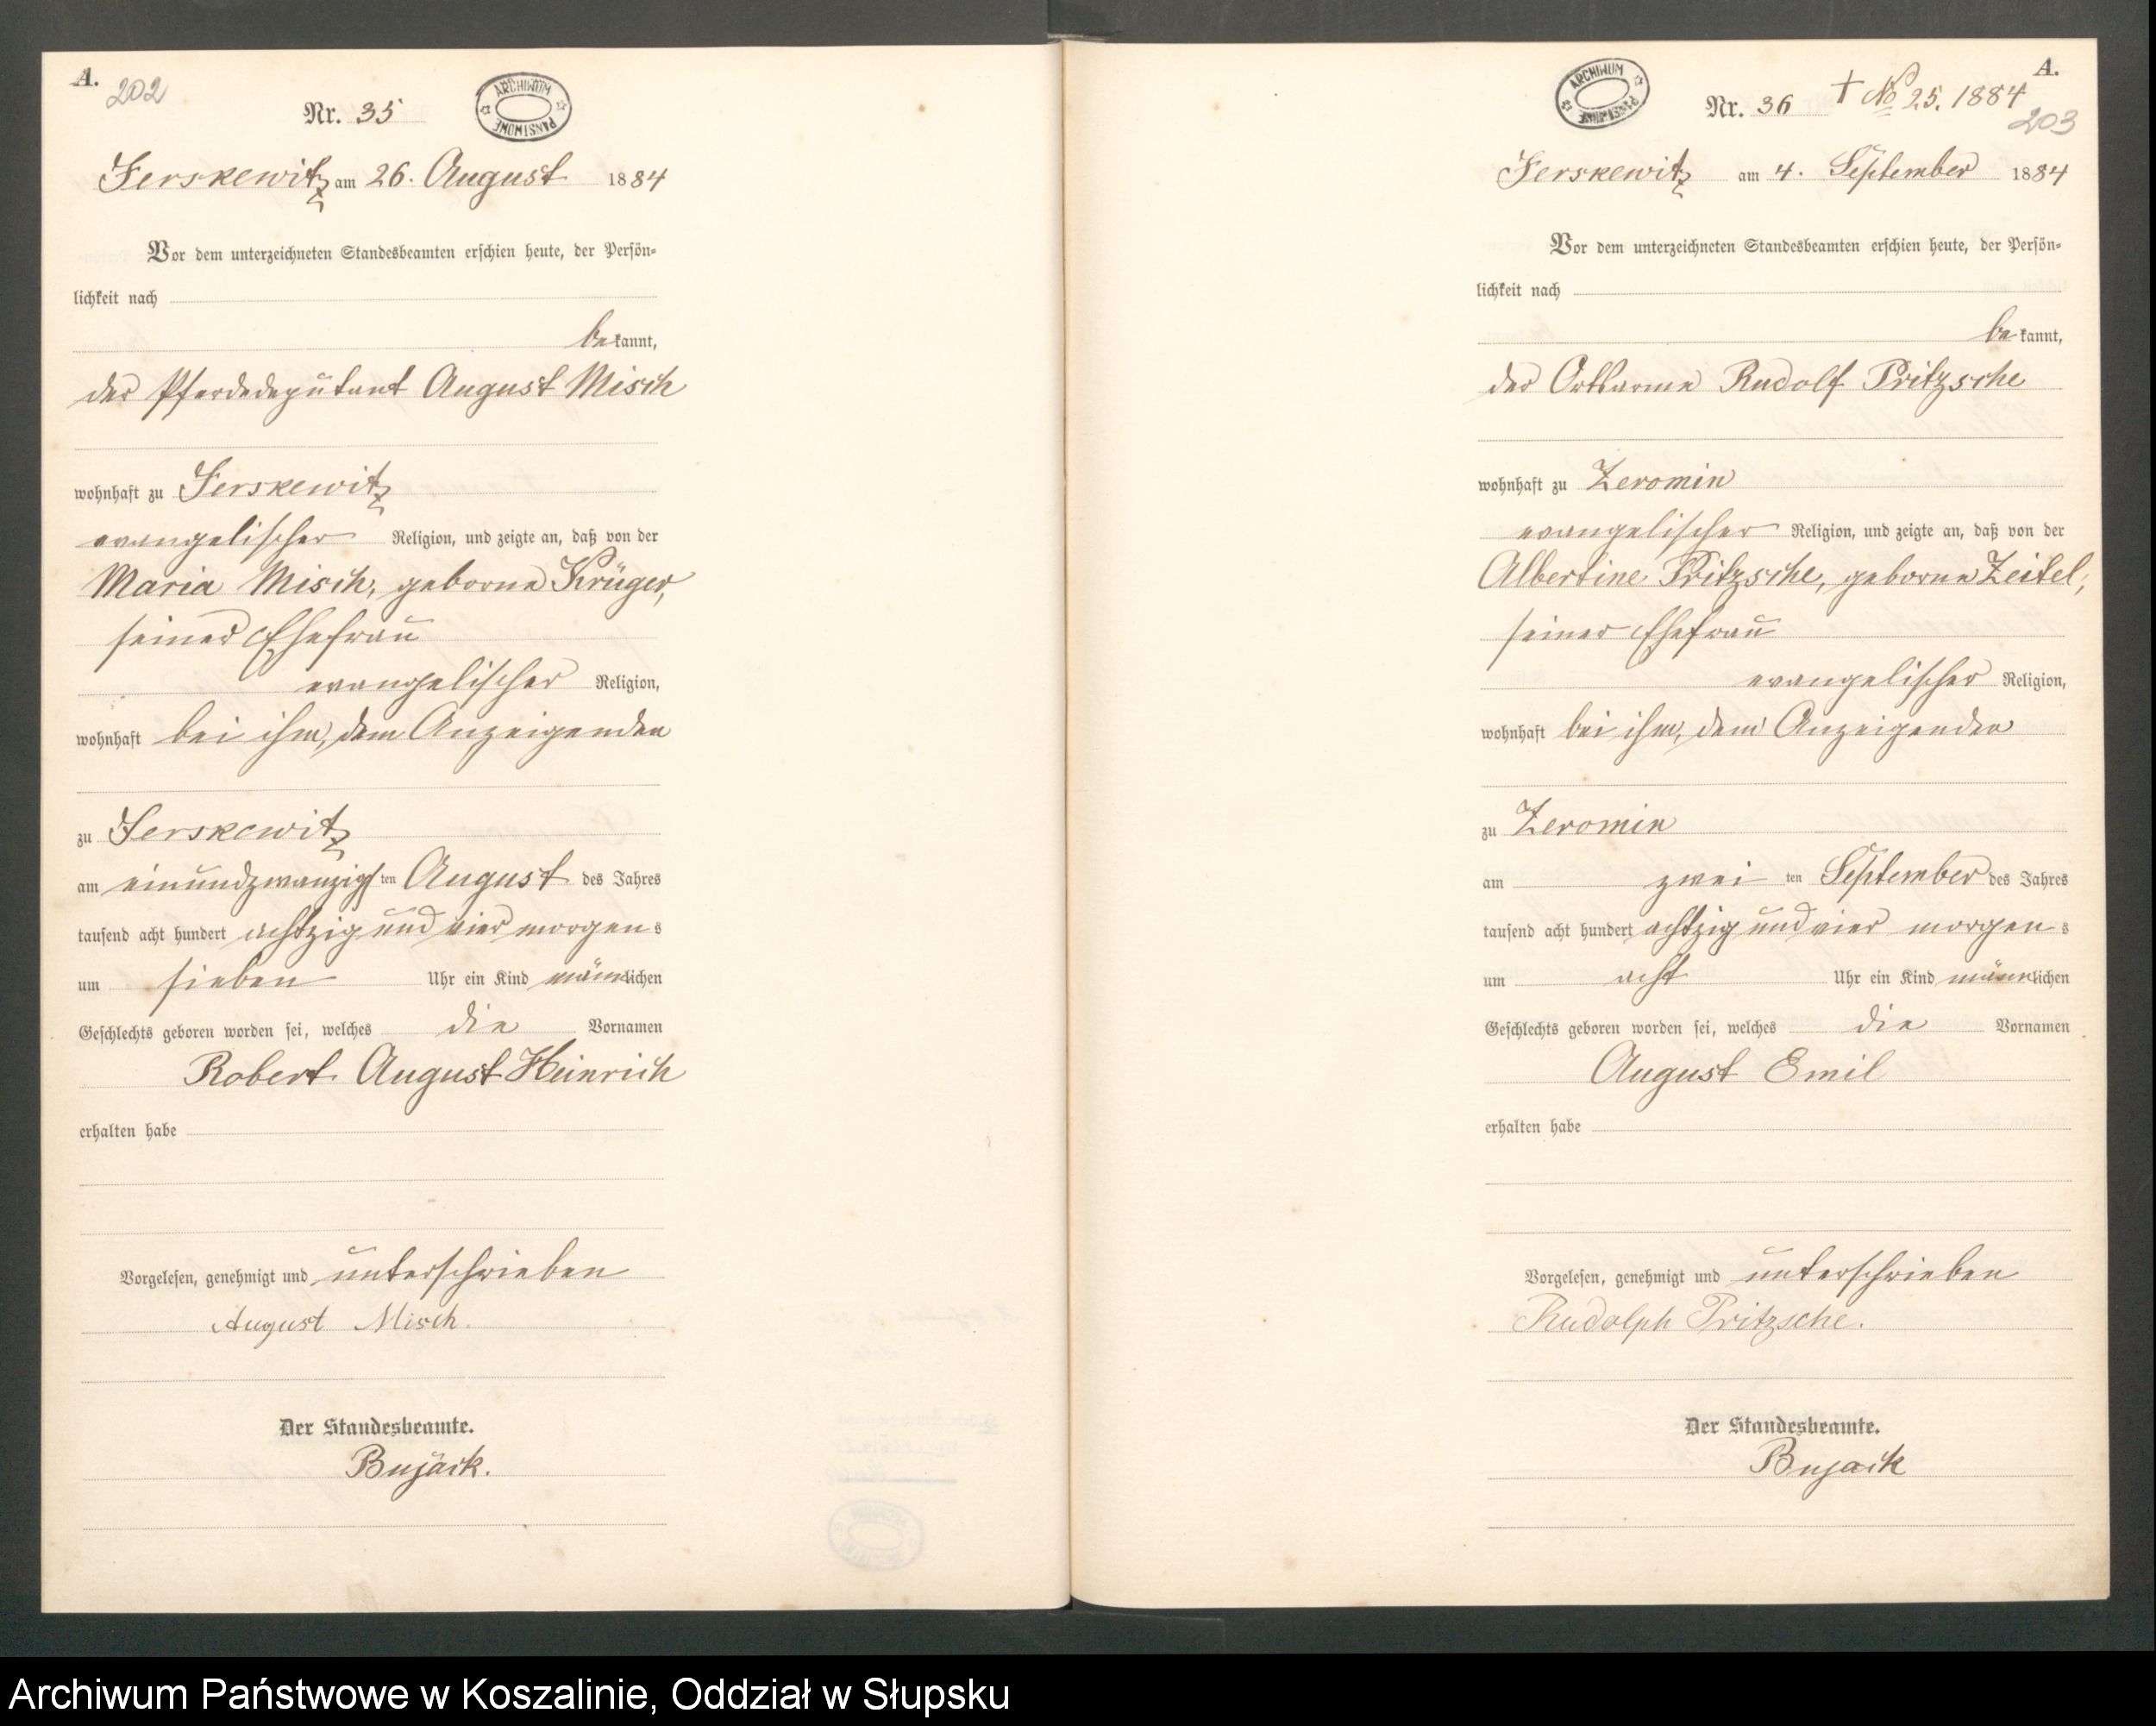 A.
202
Nr. 35
ARCHIWUM PAŃSTWOWE
Jerskewitz am 26. August 1884
Vor dem unterzeichneten Standesbeamten erschien heute, der Persön-
lichkeit nach
bekannt,
der Pferdedeputant August Misch
wohnhaft zu Jerskewitz
evangelischer Religion, und zeigte an, daß von der
Maria Misch, geborne Krüger,
seiner Ehefrau
evangelischer Religion,
wohnhaft bei ihm, dem Anzeigenden
zu Jerskewitz
am einundzwanzigsten August des Jahres
tausend acht hundert achtzig und vier morgens
um sieben Uhr ein Kind männlichen
Geschlechts geboren worden sei, welches die Vornamen
Robert August Heinrich
erhalten habe
Vorgelesen, genehmigt und unterschrieben
August Misch.
Der Standesbeamte.
Bujack.
A.
ARCHIWUM PAŃSTWOWE
Nr. 36 † No 25. 1884
203
Jerskewitz am 4. September 1884
Vor dem unterzeichneten Standesbeamten erschien heute, der Persön-
lichkeit nach
bekannt,
der Ortsarme Rudolf Pritzsche
wohnhaft zu Zeromin
evangelischer Religion, und zeigte an, daß von der
Albertine Pritzsche, geborne Zeitel,
seiner Ehefrau
evangelischer Religion,
wohnhaft bei ihm, dem Anzeigenden
zu Zeromin
am zweiten September des Jahres
tausend acht hundert achtzig und vier morgens
um acht Uhr ein Kind männlichen
Geschlechts geboren worden sei, welches die Vornamen
August Emil
erhalten habe
Vorgelesen, genehmigt und unterschrieben
Rudolph Pritzsche.
Der Standesbeamte.
Bujack
Archiwum Państwowe w Koszalinie, Oddział w Słupsku